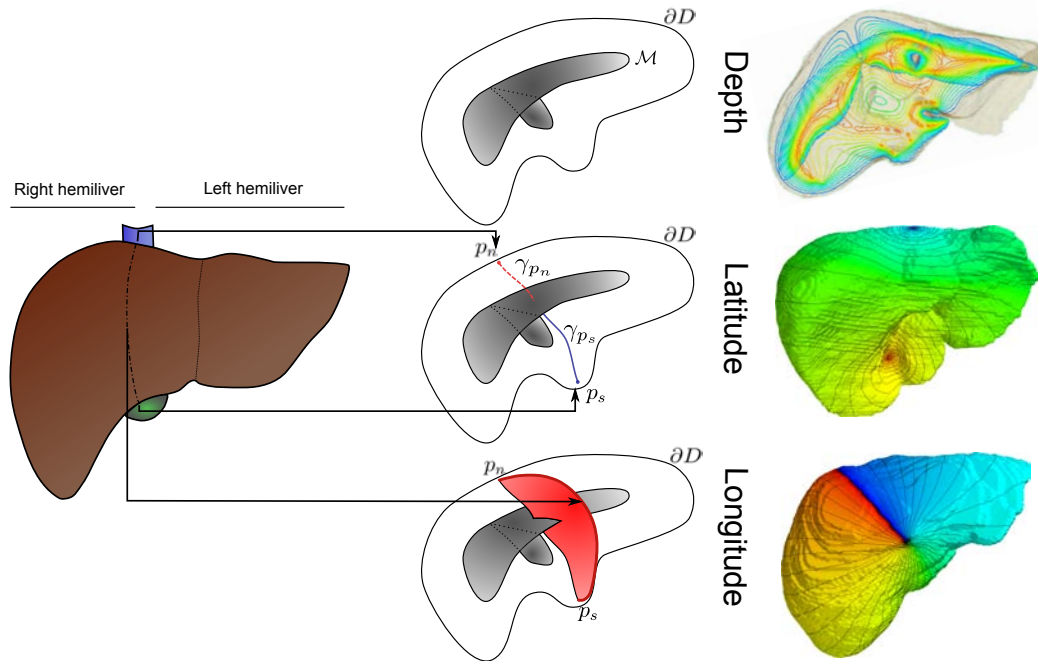 ∂D
ℳ
Depth
Right hemiliver
Left hemiliver
∂D
p_n
γ_{p_n}
γ_{p_s}
p_s
Latitude
∂D
p_n
p_s
Longitude